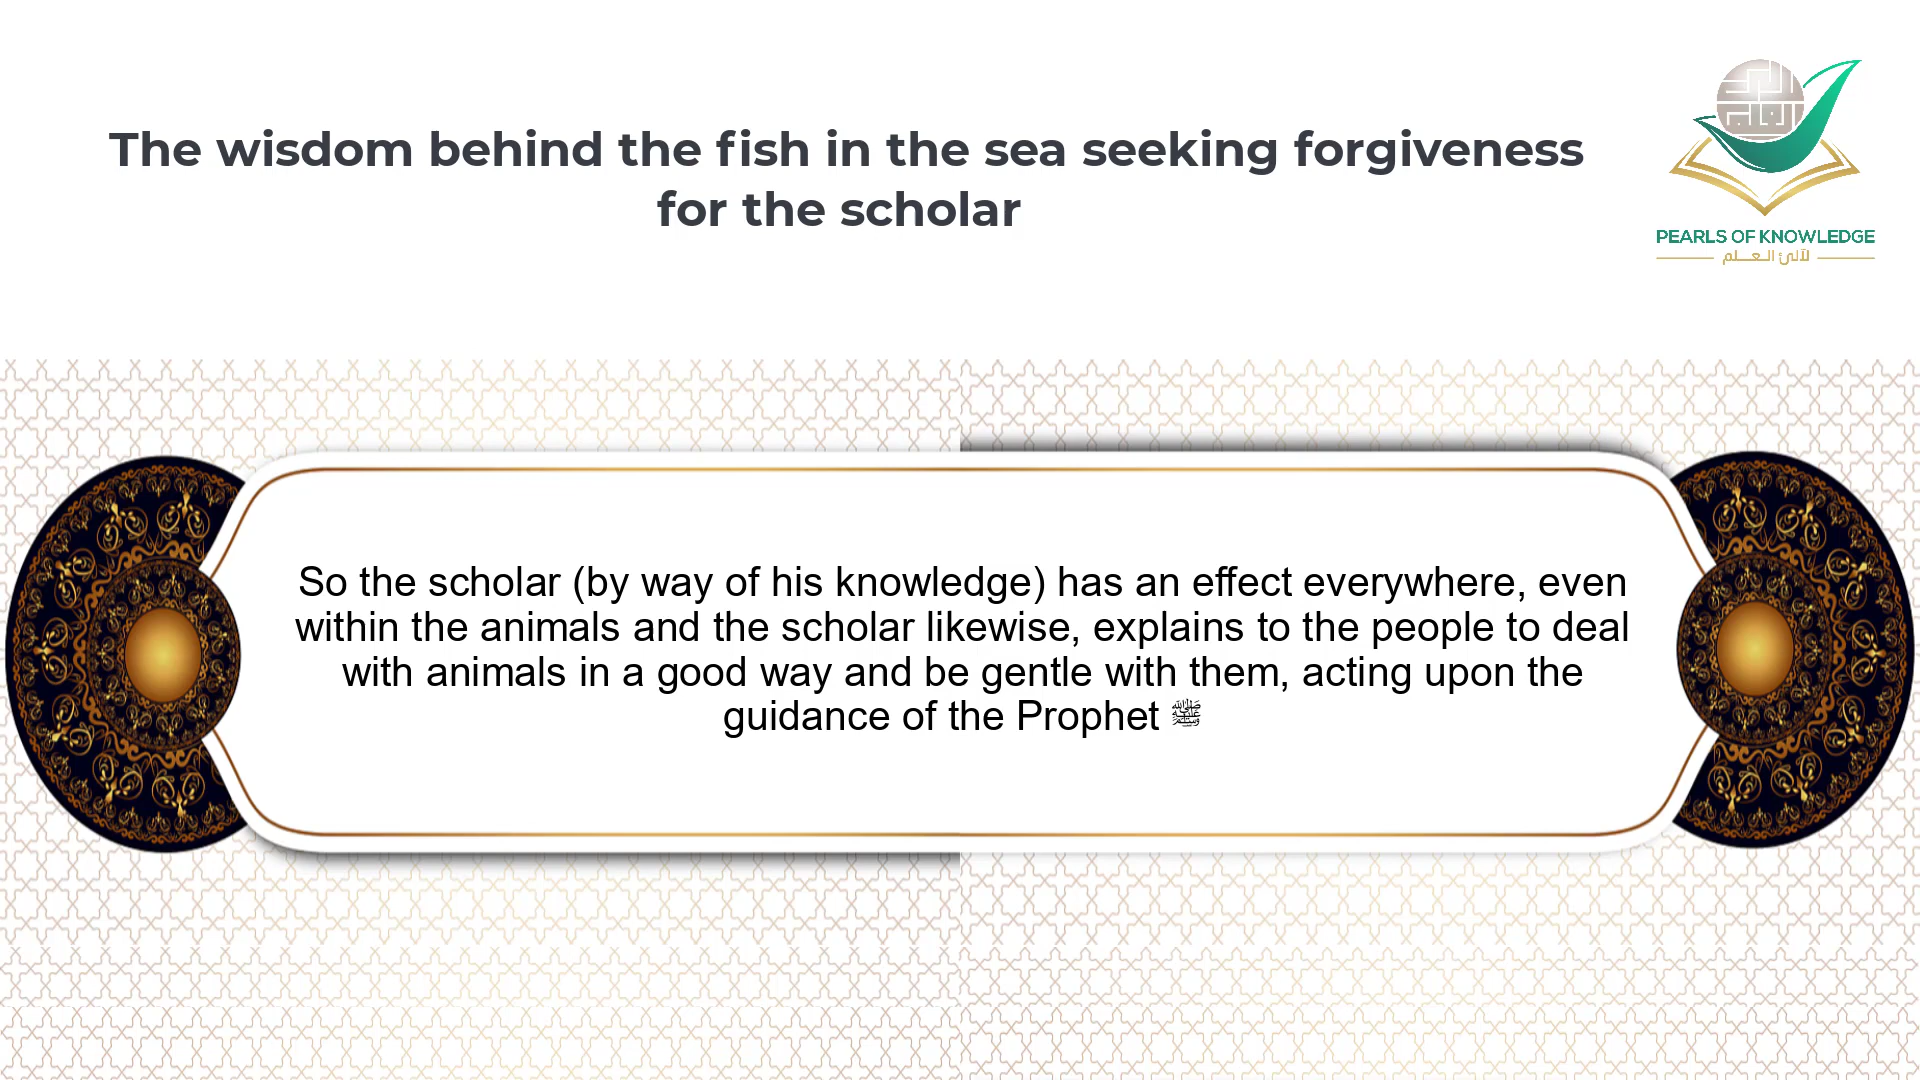 The wisdom behind the fish in the sea seeking forgiveness
for the scholar
PEARLS OF KNOWLEDGE
لآلئ العلم
So the scholar (by way of his knowledge) has an effect everywhere, even
within the animals and the scholar likewise, explains to the people to deal
with animals in a good way and be gentle with them, acting upon the
guidance of the Prophet ﷺ